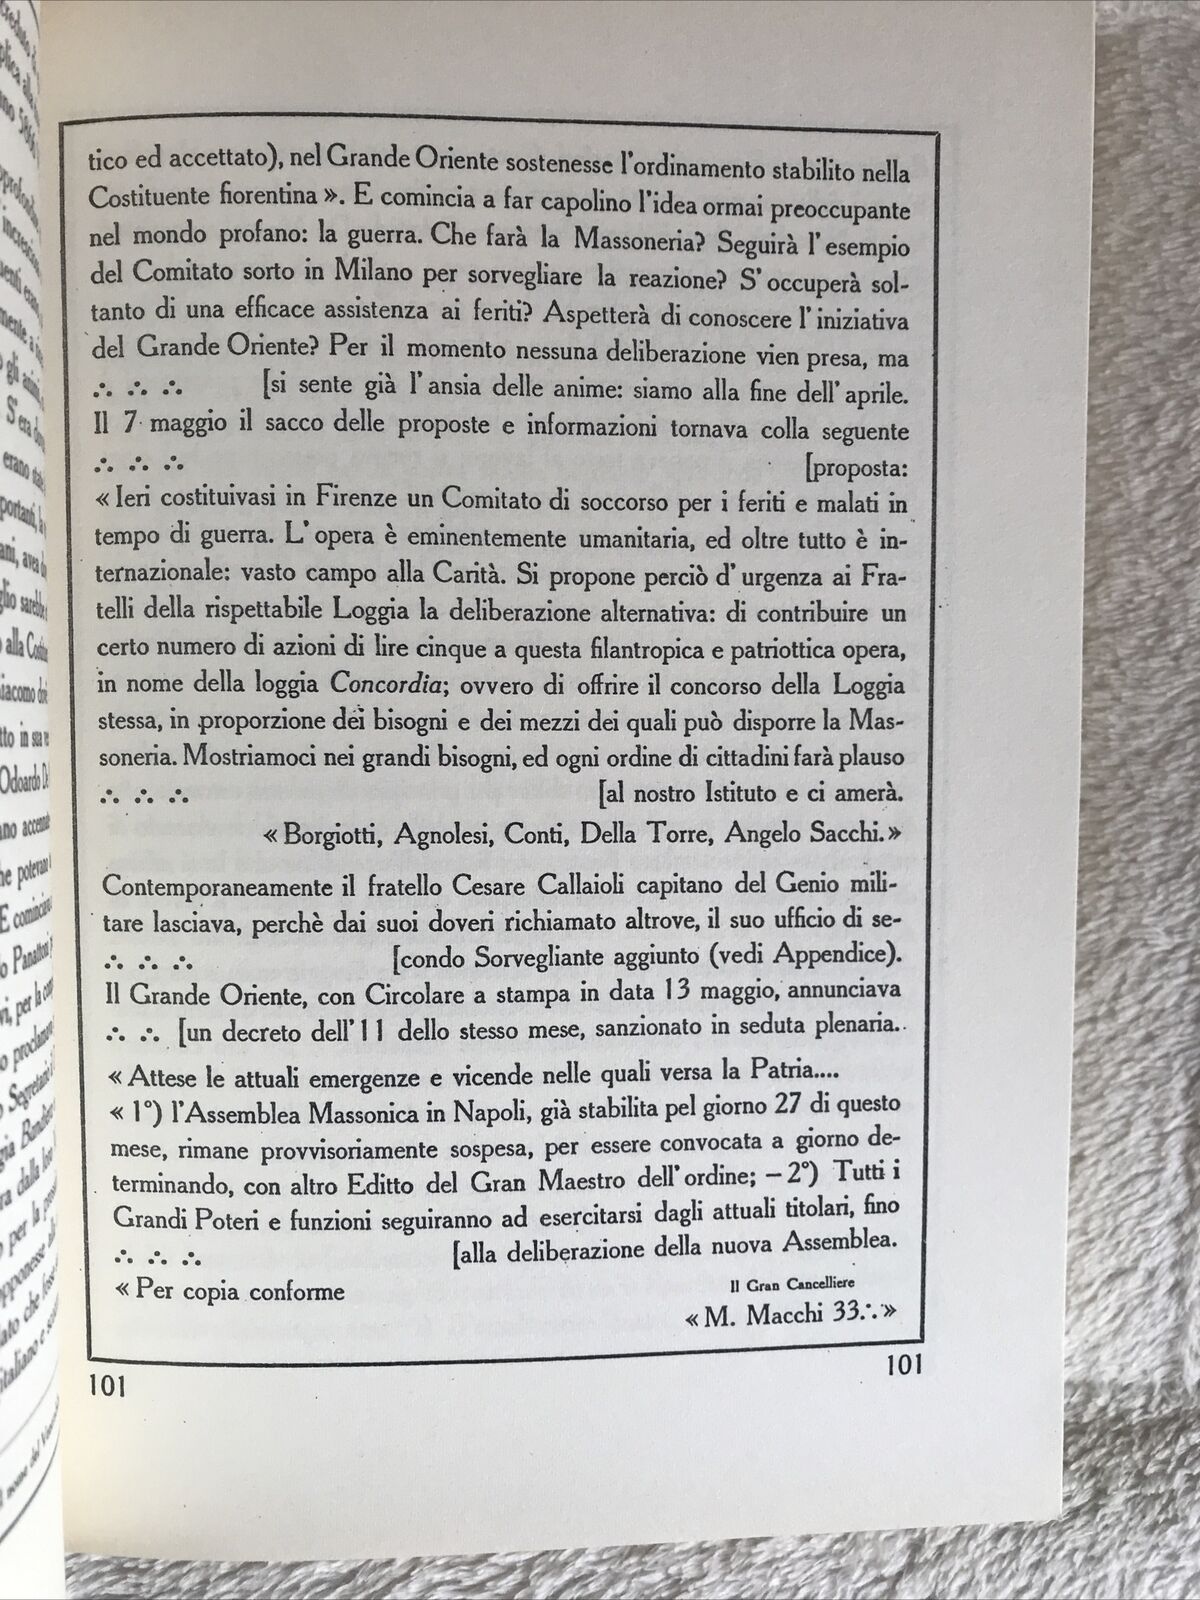 tico ed accettato), nel Grande Oriente sostenesse l'ordinamento stabilito nella
Costituente fiorentina ». E comincia a far capolino l'idea ormai preoccupante
nel mondo profano: la guerra. Che farà la Massoneria? Seguirà l'esempio
del Comitato sorto in Milano per sorvegliare la reazione? S'occuperà sol-
tanto di una efficace assistenza ai feriti? Aspetterà di conoscere l'iniziativa
del Grande Oriente? Per il momento nessuna deliberazione vien presa, ma
∴ ∴ ∴ [si sente già l'ansia delle anime: siamo alla fine dell'aprile.
Il 7 maggio il sacco delle proposte e informazioni tornava colla seguente
∴ ∴ ∴ [proposta:
« Ieri costituivasi in Firenze un Comitato di soccorso per i feriti e malati in
tempo di guerra. L'opera è eminentemente umanitaria, ed oltre tutto è in-
ternazionale: vasto campo alla Carità. Si propone perciò d'urgenza ai Fra-
telli della rispettabile Loggia la deliberazione alternativa: di contribuire un
certo numero di azioni di lire cinque a questa filantropica e patriottica opera,
in nome della loggia Concordia; ovvero di offrire il concorso della Loggia
stessa, in proporzione dei bisogni e dei mezzi dei quali può disporre la Mas-
soneria. Mostriamoci nei grandi bisogni, ed ogni ordine di cittadini farà plauso
∴ ∴ ∴ [al nostro Istituto e ci amerà.
« Borgiotti, Agnolesi, Conti, Della Torre, Angelo Sacchi.»
Contemporaneamente il fratello Cesare Callaioli capitano del Genio mili-
tare lasciava, perchè dai suoi doveri richiamato altrove, il suo ufficio di se-
∴ ∴ ∴ [condo Sorvegliante aggiunto (vedi Appendice).
Il Grande Oriente, con Circolare a stampa in data 13 maggio, annunciava
∴ ∴ [un decreto dell'11 dello stesso mese, sanzionato in seduta plenaria.
« Attese le attuali emergenze e vicende nelle quali versa la Patria....
« 1°) l'Assemblea Massonica in Napoli, già stabilita pel giorno 27 di questo
mese, rimane provvisoriamente sospesa, per essere convocata a giorno de-
terminando, con altro Editto del Gran Maestro dell'ordine; – 2°) Tutti i
Grandi Poteri e funzioni seguiranno ad esercitarsi dagli attuali titolari, fino
∴ ∴ ∴ [alla deliberazione della nuova Assemblea.
« Per copia conforme Il Gran Cancelliere
« M. Macchi 33∴ »
101 101